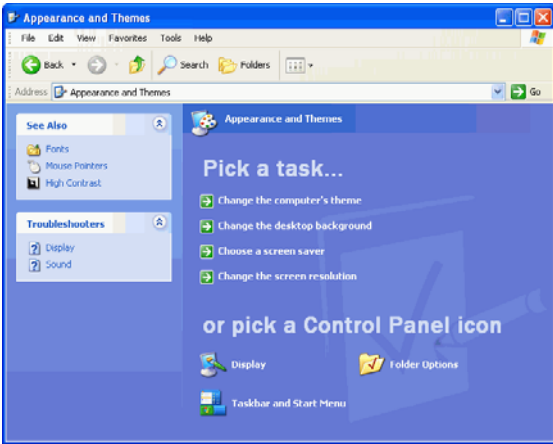 Appearance and Themes
File Edit View Favorites Tools Help
Back Search Folders
Address Appearance and Themes Go
See Also
Fonts
Mouse Pointers
High Contrast
Troubleshooters
Display
Sound
Appearance and Themes
Pick a task...
Change the computer's theme
Change the desktop background
Choose a screen saver
Change the screen resolution
or pick a Control Panel icon
Display Folder Options
Taskbar and Start Menu